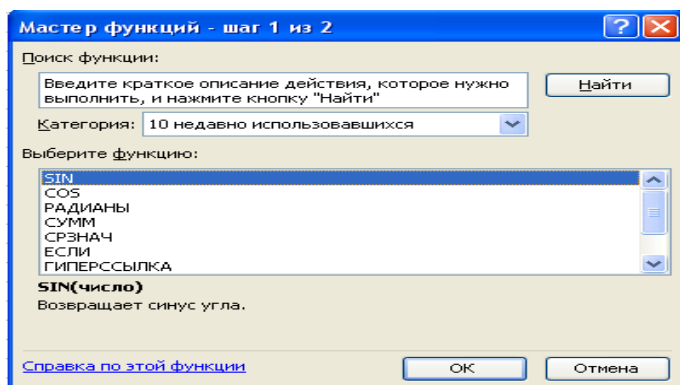 Мастер функций - шаг 1 из 2
Поиск функции:
Введите краткое описание действия, которое нужно
выполнить, и нажмите кнопку "Найти"
Найти
Категория: 10 недавно использовавшихся
Выберите функцию:
SIN
COS
РАДИАНЫ
СУММ
СРЗНАЧ
ЕСЛИ
ГИПЕРССЫЛКА
SIN(число)
Возвращает синус угла.
Справка по этой функции
ОК
Отмена